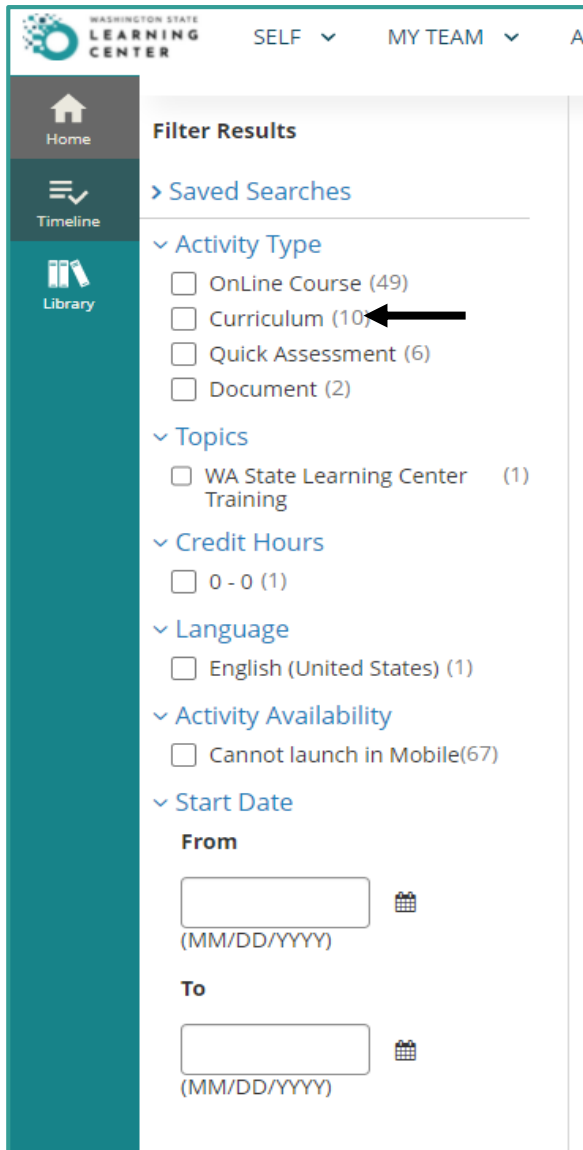 WASHINGTON STATE
LEARNING
CENTER
SELF
MY TEAM
A
Home
Timeline
Library
Filter Results
Saved Searches
Activity Type
OnLine Course (49)
Curriculum (10)
Quick Assessment (6)
Document (2)
Topics
WA State Learning Center (1)
Training
Credit Hours
0 - 0 (1)
Language
English (United States) (1)
Activity Availability
Cannot launch in Mobile(67)
Start Date
From
(MM/DD/YYYY)
To
(MM/DD/YYYY)